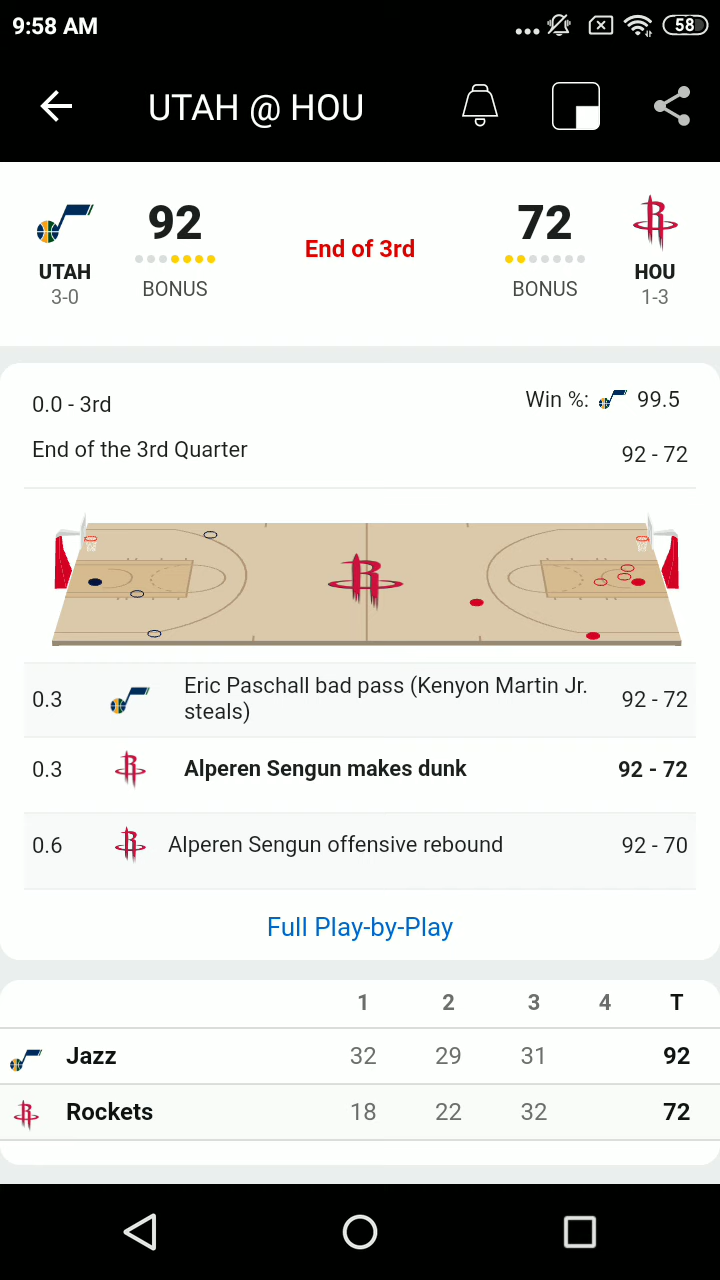 9:58 AM
58
UTAH @ HOU
92
72
End of 3rd
UTAH
HOU
3-0
BONUS
BONUS
1-3
0.0 - 3rd
Win %: 99.5
End of the 3rd Quarter
92 - 72
R
0.3
Eric Paschall bad pass (Kenyon Martin Jr.
steals)
92 - 72
0.3
Alperen Sengun makes dunk
92 - 72
0.6
Alperen Sengun offensive rebound
92 - 70
Full Play-by-Play
1 2 3 4 T
Jazz 32 29 31 92
Rockets 18 22 32 72